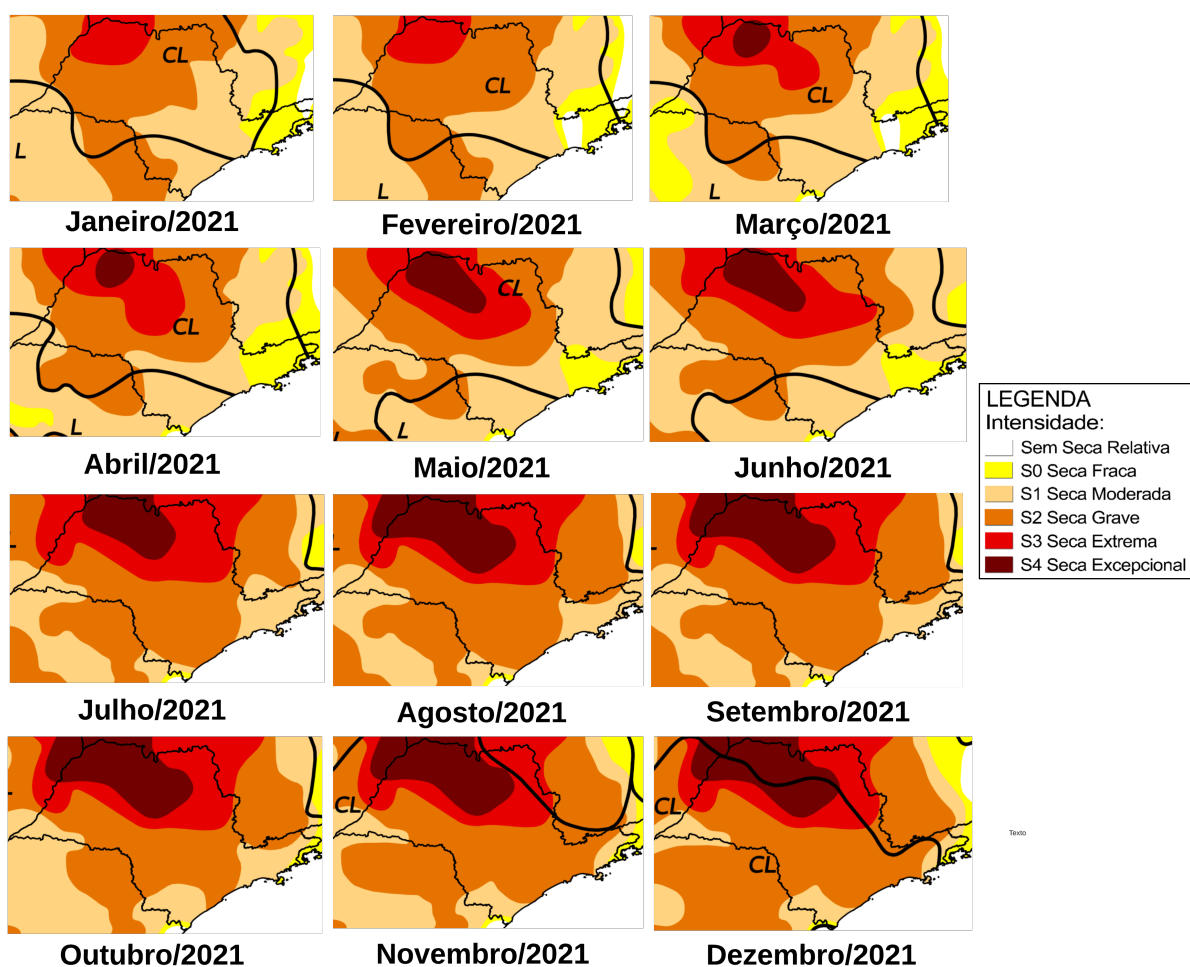 CL
L
Janeiro/2021
CL
L
Fevereiro/2021
CL
L
Março/2021
CL
L
Abril/2021
CL
L
Maio/2021
Junho/2021
LEGENDA
Intensidade:
Sem Seca Relativa
S0 Seca Fraca
S1 Seca Moderada
S2 Seca Grave
S3 Seca Extrema
S4 Seca Excepcional
Julho/2021
Agosto/2021
Setembro/2021
Outubro/2021
CL
Novembro/2021
CL
CL
Dezembro/2021
Texto